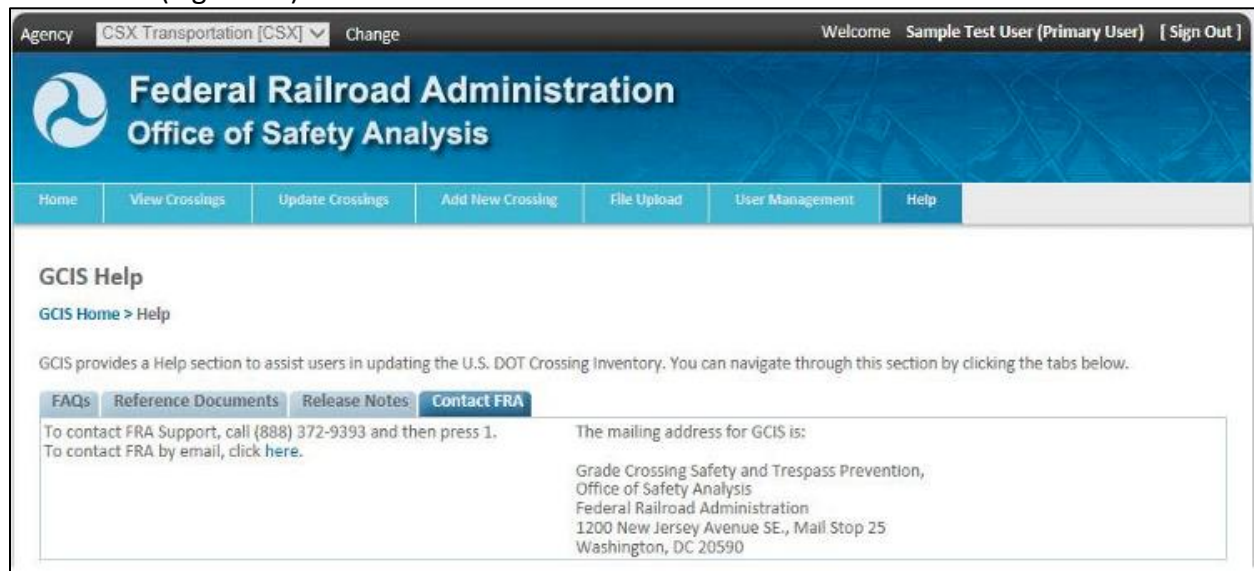 Agency CSX Transportation [CSX] Change Welcome Sample Test User (Primary User) [ Sign Out ]
Federal Railroad Administration
Office of Safety Analysis
Home View Crossings Update Crossings Add New Crossing File Upload User Management Help
GCIS Help
GCIS Home > Help
GCIS provides a Help section to assist users in updating the U.S. DOT Crossing Inventory. You can navigate through this section by clicking the tabs below.
FAQs Reference Documents Release Notes Contact FRA
To contact FRA Support, call (888) 372-9393 and then press 1.
To contact FRA by email, click here.
The mailing address for GCIS is:
Grade Crossing Safety and Trespass Prevention,
Office of Safety Analysis
Federal Railroad Administration
1200 New Jersey Avenue SE., Mail Stop 25
Washington, DC 20590